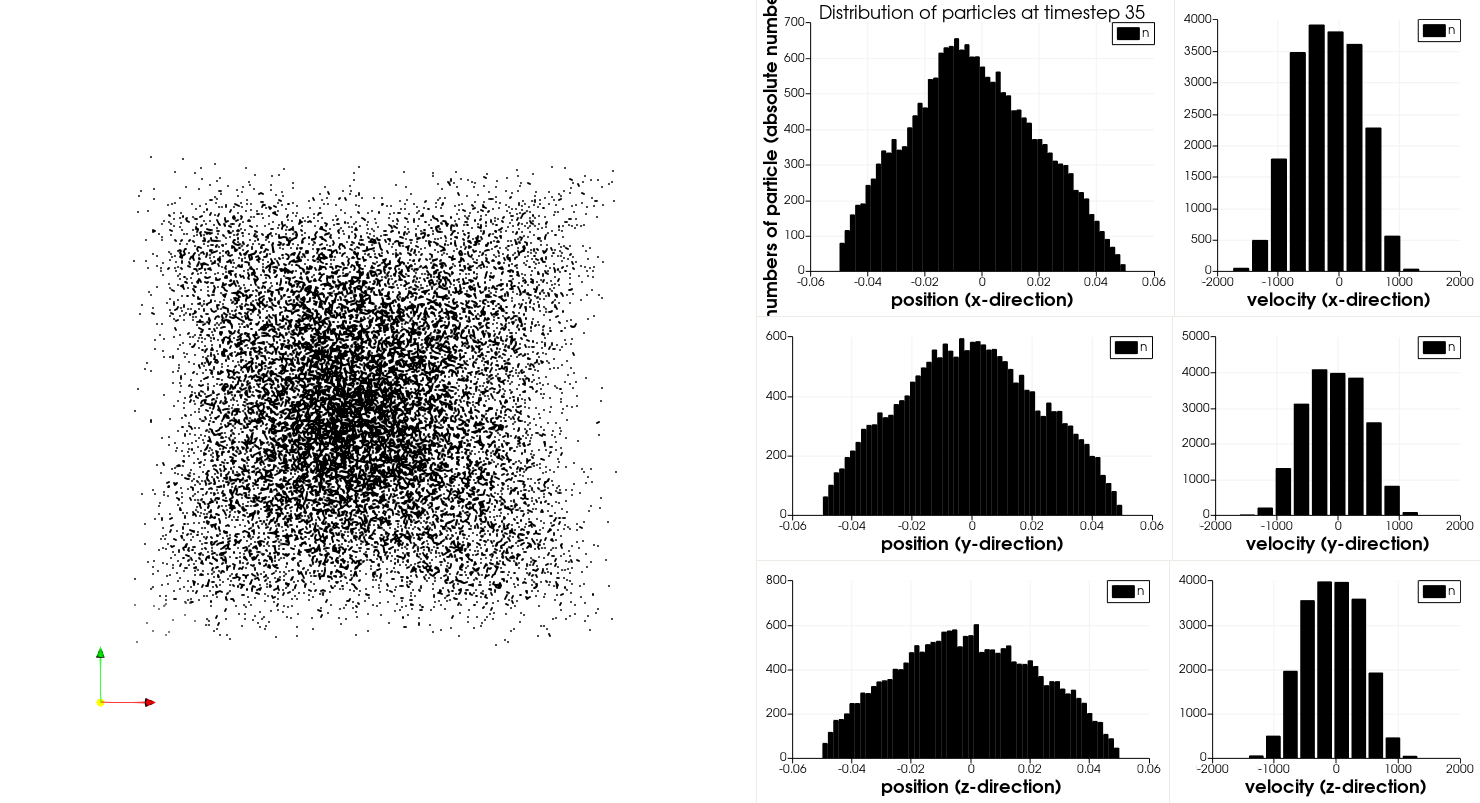 Distribution of particles at timestep 35
numbers of particle (absolute numbe
700
600
500
400
300
200
100
0
-0.06 -0.04 -0.02 0 0.02 0.04 0.06
position (x-direction)
n
4000
3500
3000
2500
2000
1500
1000
500
0
-2000 -1000 0 1000 2000
velocity (x-direction)
n
600
400
200
0
-0.06 -0.04 -0.02 0 0.02 0.04 0.06
position (y-direction)
n
5000
4000
3000
2000
1000
0
-2000 -1000 0 1000 2000
velocity (y-direction)
n
800
600
400
200
0
-0.06 -0.04 -0.02 0 0.02 0.04 0.06
position (z-direction)
n
4000
3000
2000
1000
0
-2000 -1000 0 1000 2000
velocity (z-direction)
n